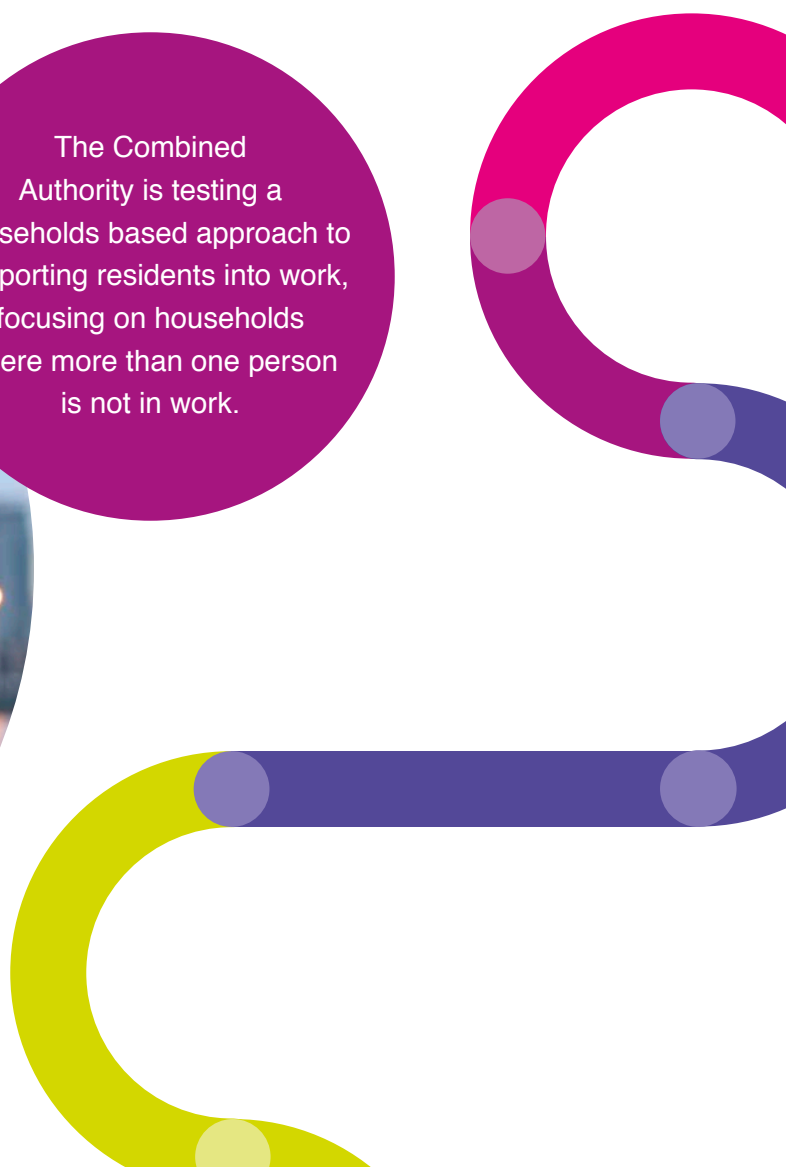 The Combined
Authority is testing a
seholds based approach to
porting residents into work,
focusing on households
ere more than one person
is not in work.